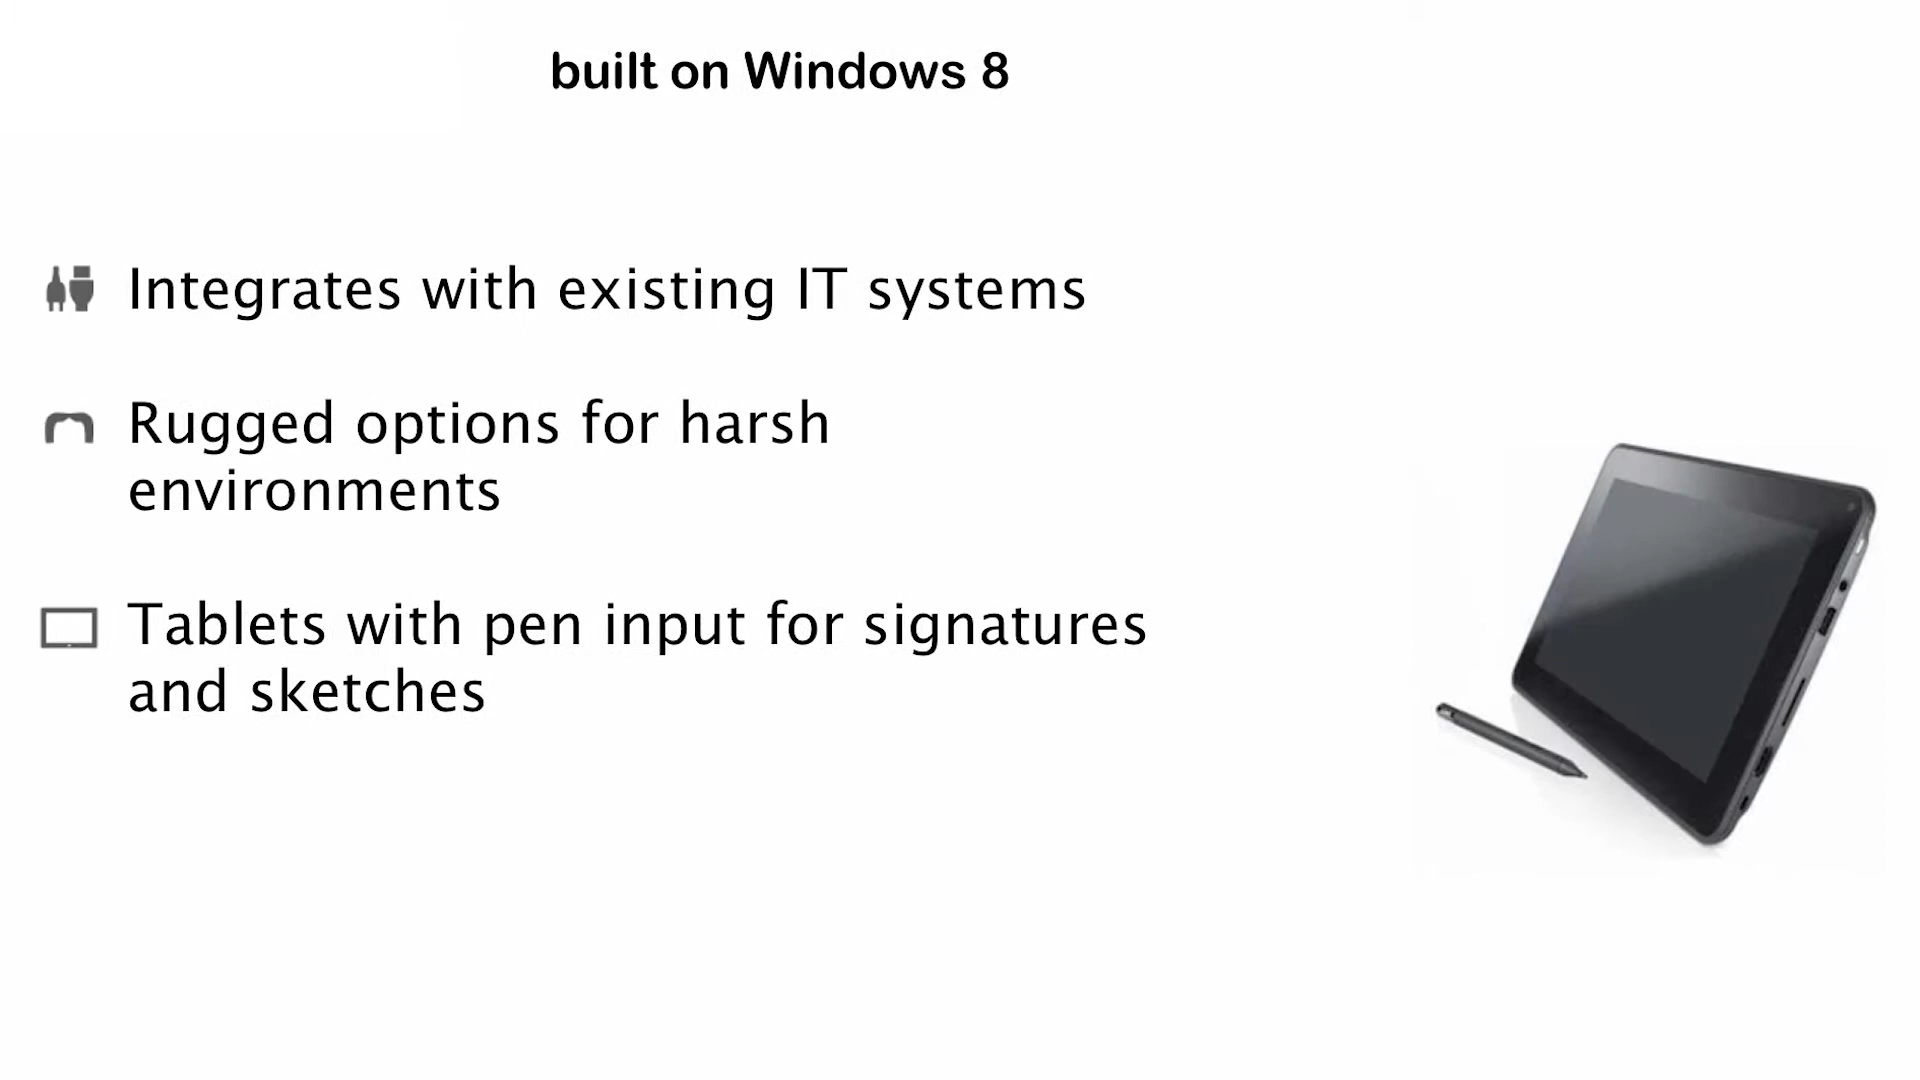 built on Windows 8
Integrates with existing IT systems
Rugged options for harsh
environments
Tablets with pen input for signatures
and sketches